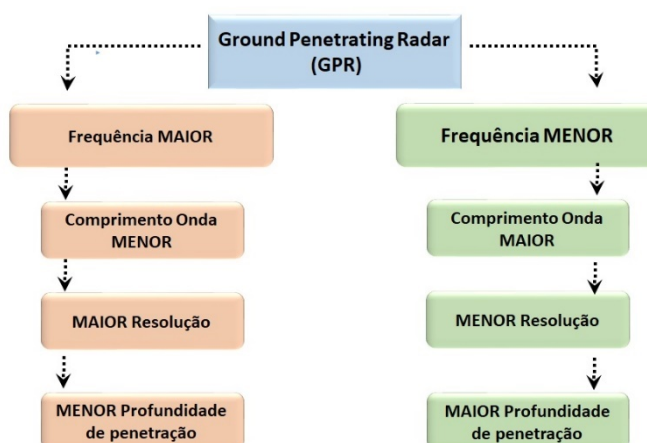 Ground Penetrating Radar
(GPR)
Frequência MAIOR
Comprimento Onda
MENOR
MAIOR Resolução
MENOR Profundidade
de penetração
Frequência MENOR
Comprimento Onda
MAIOR
MENOR Resolução
MAIOR Profundidade
de penetração